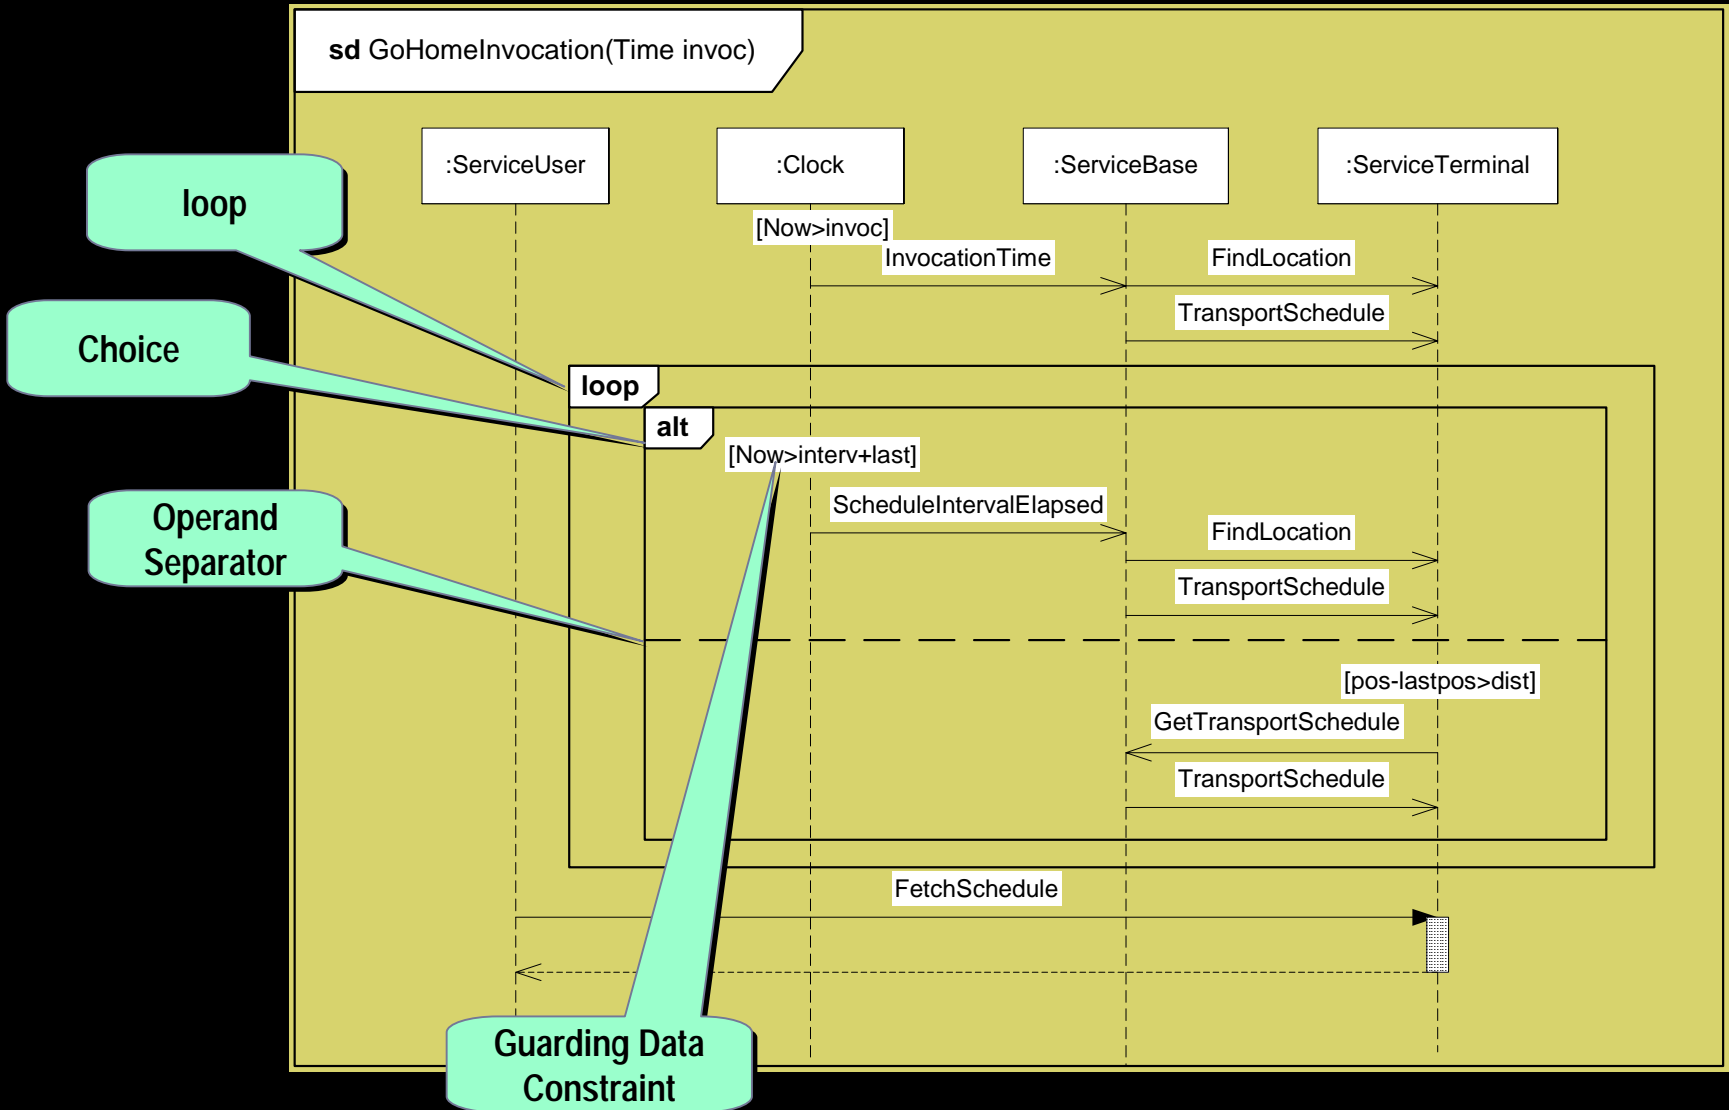 sd GoHomeInvocation(Time invoc)
:ServiceUser
:Clock
:ServiceBase
:ServiceTerminal
loop
[Now>invoc]
InvocationTime
FindLocation
TransportSchedule
Choice
loop
alt
[Now>interv+last]
ScheduleIntervalElapsed
FindLocation
Operand
Separator
TransportSchedule
[pos-lastpos>dist]
GetTransportSchedule
TransportSchedule
FetchSchedule
Guarding Data
Constraint